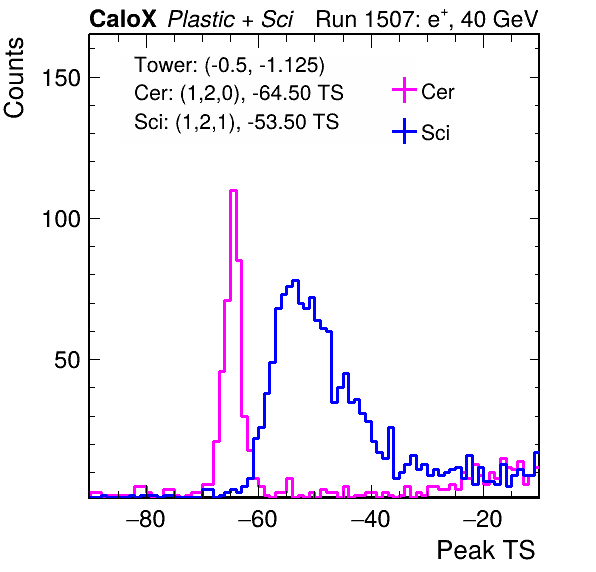 CaloX Plastic + Sci Run 1507: e⁺, 40 GeV
Counts
Tower: (-0.5, -1.125)
Cer: (1,2,0), -64.50 TS
Sci: (1,2,1), -53.50 TS
Cer
Sci
150
100
50
−80 −60 −40 −20
Peak TS